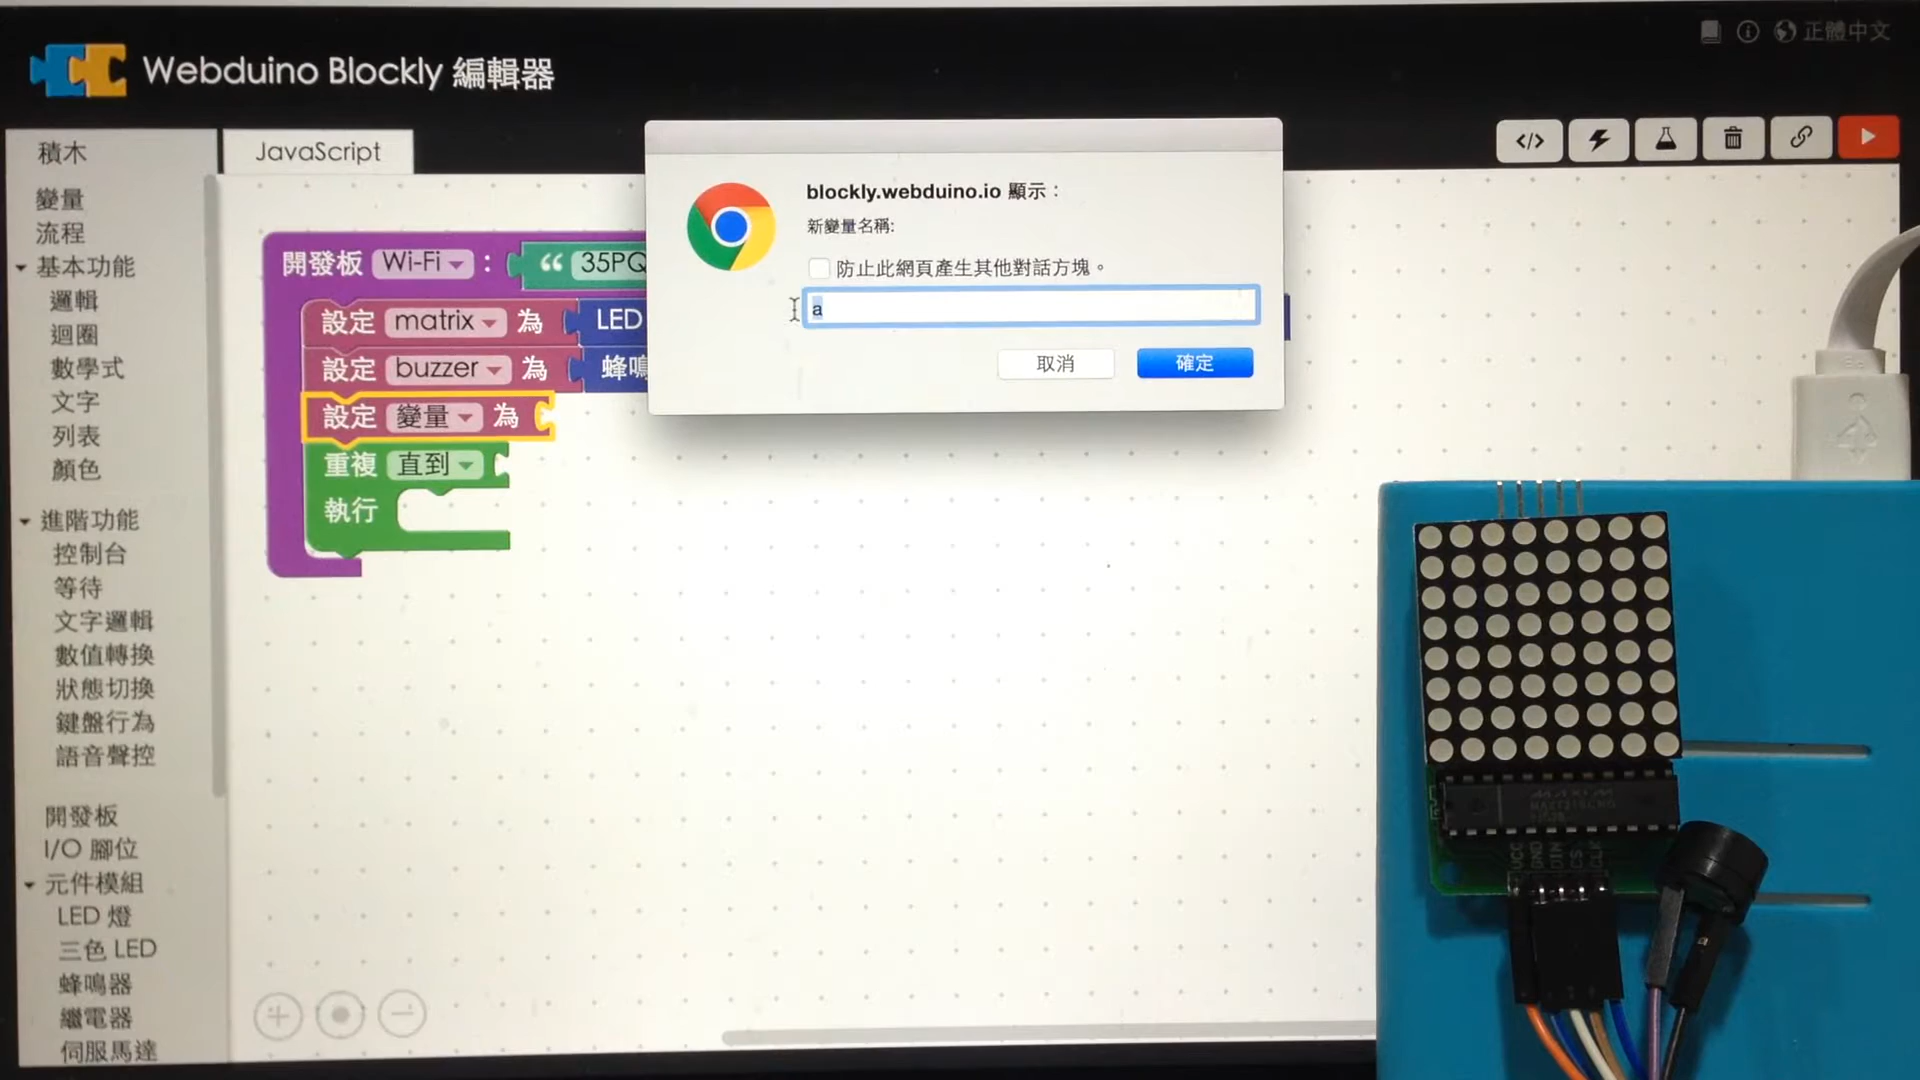 正體中文
Webduino Blockly 編輯器
積木
JavaScript
變量
流程
基本功能
邏輯
迴圈
數學式
文字
列表
顏色
進階功能
控制台
等待
文字邏輯
數值轉換
狀態切換
鍵盤行為
語音聲控
開發板
I/O 腳位
元件模組
LED 燈
三色 LED
蜂鳴器
繼電器
伺服馬達
開發板 Wi-Fi : “ 35PQ
設定 matrix 為 LED
設定 buzzer 為 蜂鳴
設定 變量 為
重複 直到
執行
blockly.webduino.io 顯示：
新變量名稱:
防止此網頁產生其他對話方塊。
a
取消
確定
VCC
GND
DIN
CS
CLK